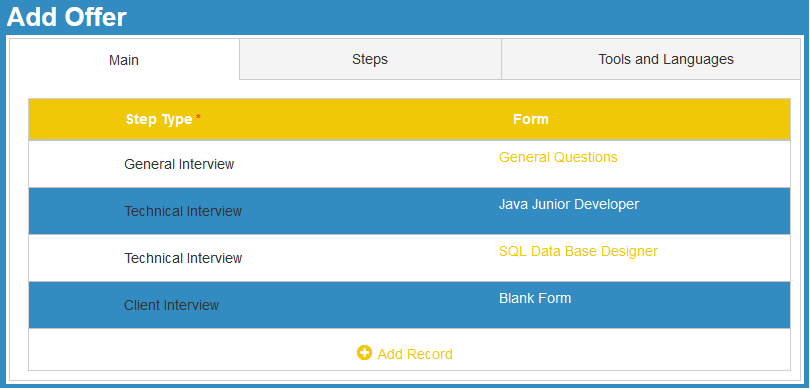 Add Offer
Main Steps Tools and Languages
Step Type * Form
General Interview General Questions
Technical Interview Java Junior Developer
Technical Interview SQL Data Base Designer
Client Interview Blank Form
Add Record